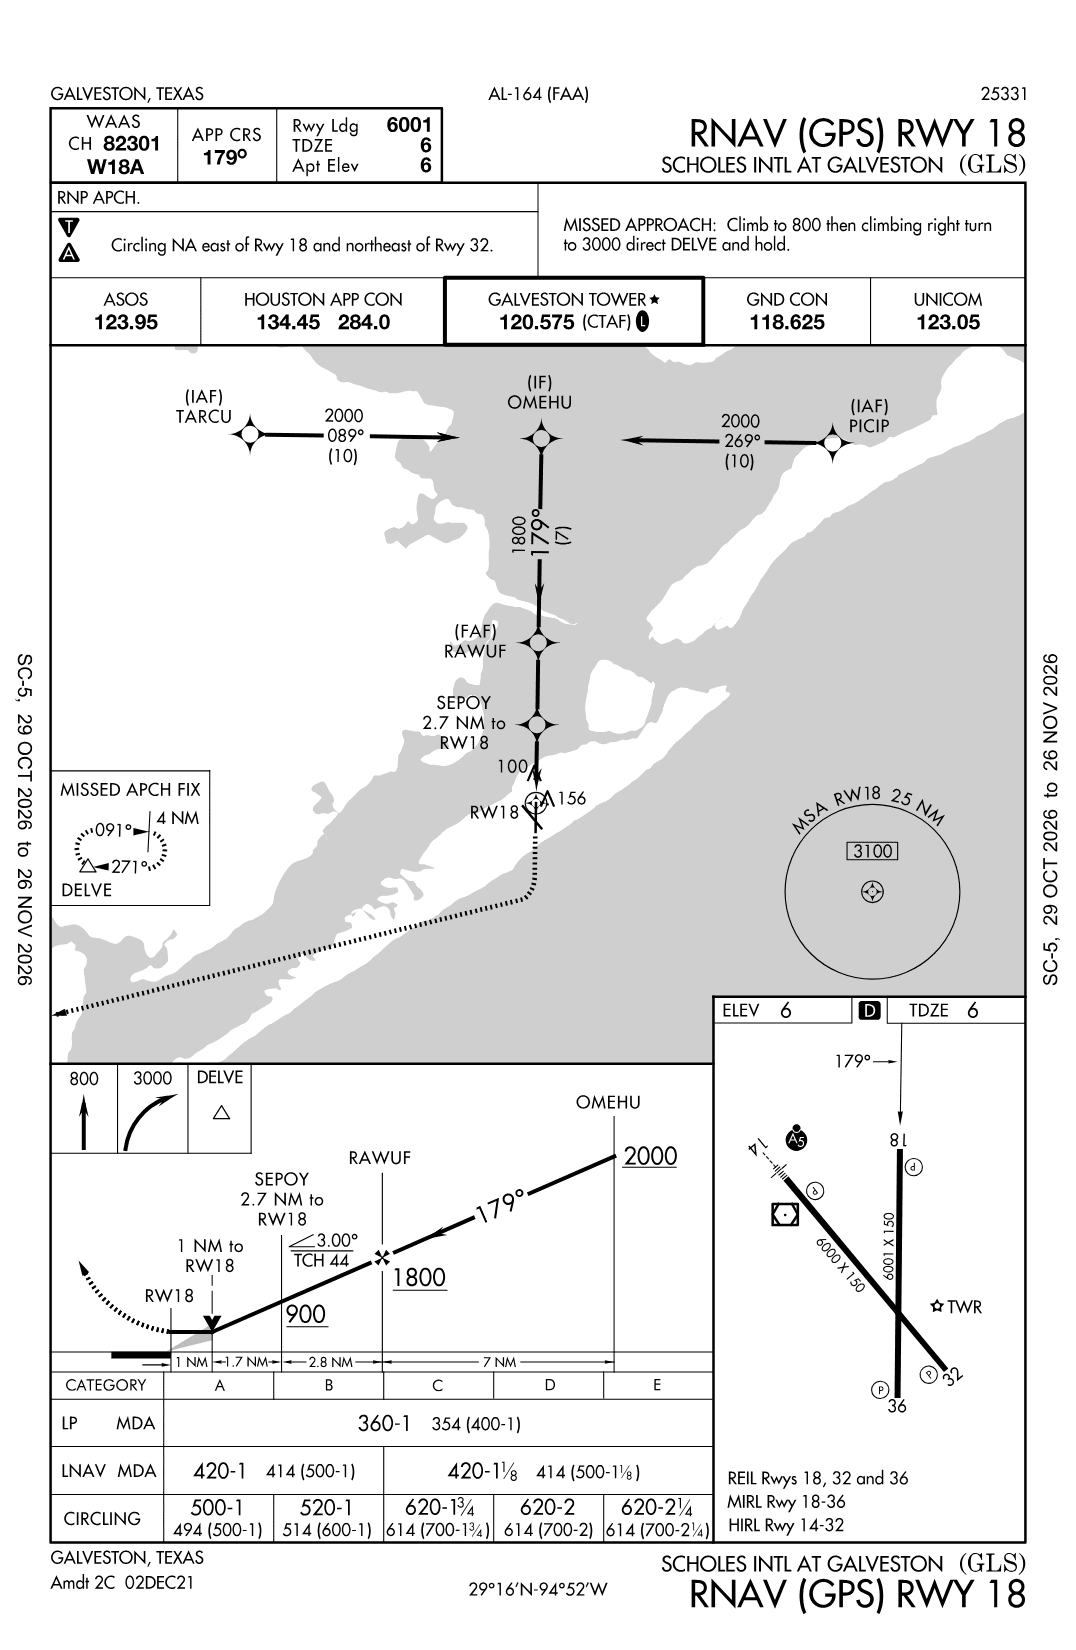 GALVESTON, TEXAS
AL-164 (FAA)
25331
WAAS
CH 82301
W18A
APP CRS
179°
Rwy Ldg 6001
TDZE 6
Apt Elev 6
RNAV (GPS) RWY 18
SCHOLES INTL AT GALVESTON (GLS)
RNP APCH.
T
A
Circling NA east of Rwy 18 and northeast of Rwy 32.
MISSED APPROACH: Climb to 800 then climbing right turn
to 3000 direct DELVE and hold.
ASOS
123.95
HOUSTON APP CON
134.45 284.0
GALVESTON TOWER★
120.575 (CTAF) L
GND CON
118.625
UNICOM
123.05
(IAF)
TARCU
2000
089°
(10)
(IF)
OMEHU
2000
269°
(10)
(IAF)
PICIP
1800
179°
(7)
(FAF)
RAWUF
SEPOY
2.7 NM to
RW18
100
RW18
156
MISSED APCH FIX
091°
4 NM
271°
DELVE
MSA RW18 25 NM
3100
SC-5, 29 OCT 2026 to 26 NOV 2026
SC-5, 29 OCT 2026 to 26 NOV 2026
ELEV 6
D
TDZE 6
179°
18
14
A5
P
P
6000 X 150
6001 X 150
TWR
P
P
32
36
REIL Rwys 18, 32 and 36
MIRL Rwy 18-36
HIRL Rwy 14-32
800
3000
DELVE
OMEHU
2000
RAWUF
179°
SEPOY
2.7 NM to
RW18
3.00°
TCH 44
1800
1 NM to
RW18
900
RW18
1 NM
1.7 NM
2.8 NM
7 NM
CATEGORY A B C D E
LP MDA 360-1 354 (400-1)
LNAV MDA 420-1 414 (500-1) 420-1⅛ 414 (500-1⅛)
CIRCLING
500-1
494 (500-1)
520-1
514 (600-1)
620-1¾
614 (700-1¾)
620-2
614 (700-2)
620-2¼
614 (700-2¼)
GALVESTON, TEXAS
Amdt 2C 02DEC21
29°16'N-94°52'W
SCHOLES INTL AT GALVESTON (GLS)
RNAV (GPS) RWY 18